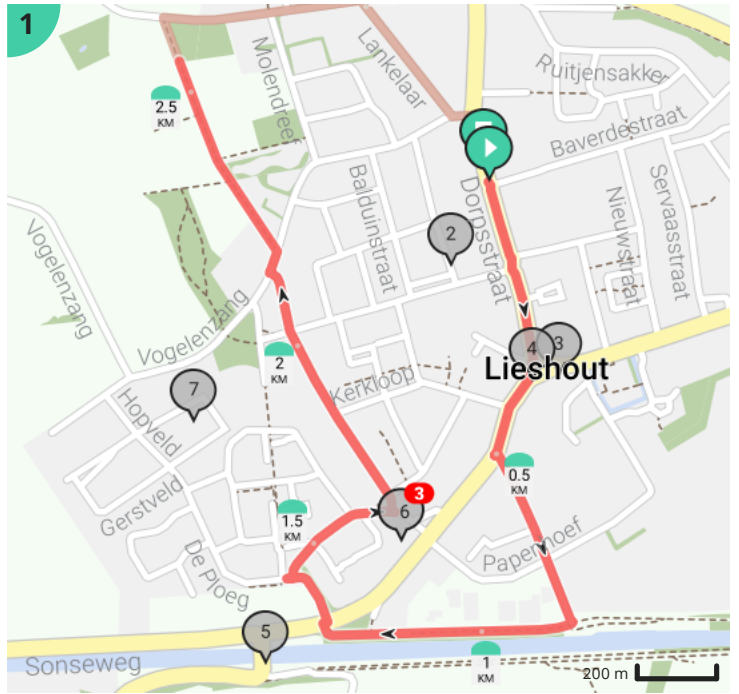 1
Molendreef
Lankelaar
Ruitjensakker
2.5
KM
Baverdestraat
Balduinstraat
Dorpsstraat
2
Nieuwstraat
Servaasstraat
Vogelenzang
Vogelenzang
4
3
Lieshout
2
KM
Kerkloop
7
Hopveld
0.5
KM
3
6
Gerstveld
1.5
KM
Papenhoef
De Ploeg
5
1
KM
Sonseweg
200 m